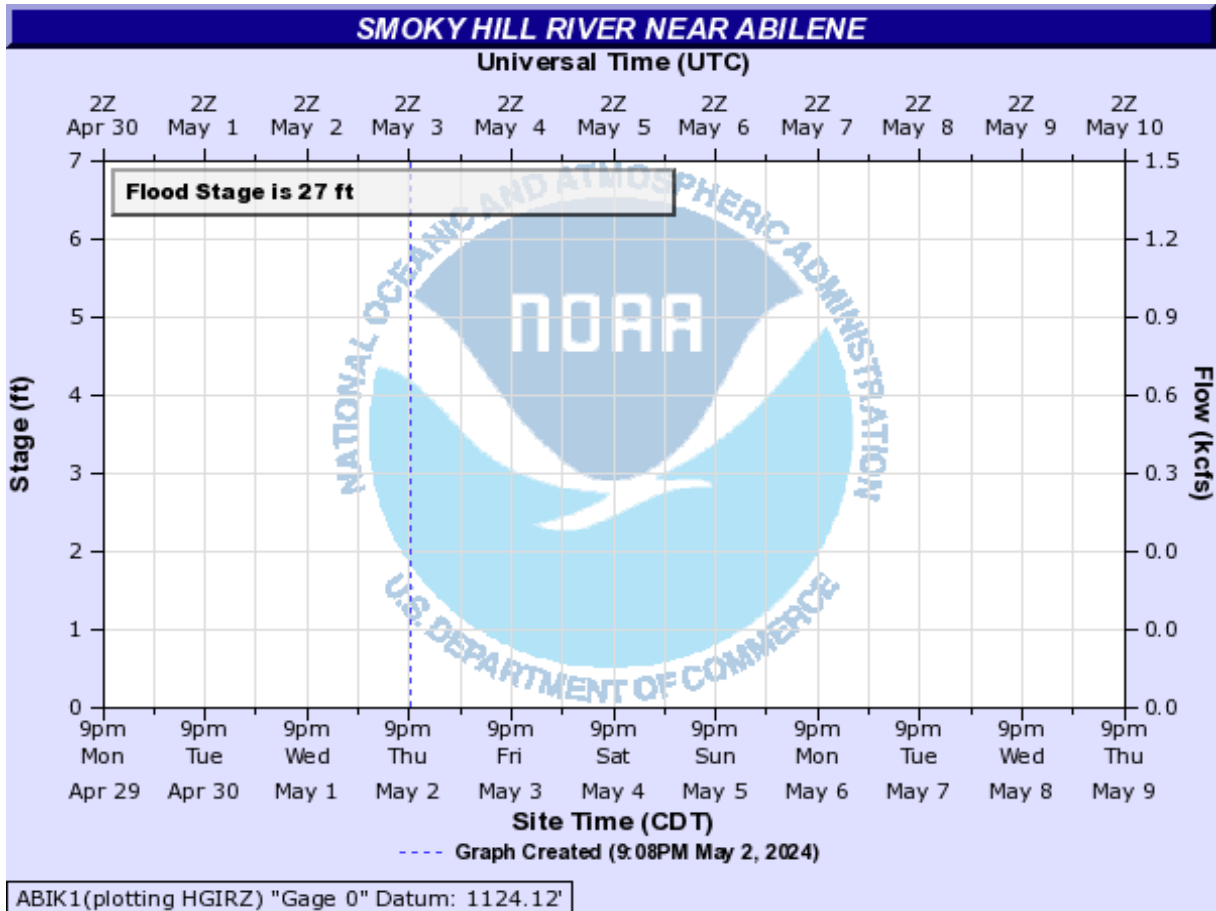 SMOKY HILL RIVER NEAR ABILENE
Universal Time (UTC)
2Z 2Z 2Z 2Z 2Z 2Z 2Z 2Z 2Z 2Z 2Z
Apr 30 May 1 May 2 May 3 May 4 May 5 May 6 May 7 May 8 May 9 May 10
7 1.5
Flood Stage is 27 ft
NATIONAL OCEANIC AND ATMOSPHERIC ADMINISTRATION
6 1.2
5 0.9
NOAA
4 0.6
Stage (ft)
Flow (kcfs)
3 0.3
2 0.0
1 0.0
U.S. DEPARTMENT OF COMMERCE
0 0.0
9pm 9pm 9pm 9pm 9pm 9pm 9pm 9pm 9pm 9pm 9pm
Mon Tue Wed Thu Fri Sat Sun Mon Tue Wed Thu
Apr 29 Apr 30 May 1 May 2 May 3 May 4 May 5 May 6 May 7 May 8 May 9
Site Time (CDT)
---- Graph Created (9:08PM May 2, 2024)
ABIK1(plotting HGIRZ) "Gage 0" Datum: 1124.12'